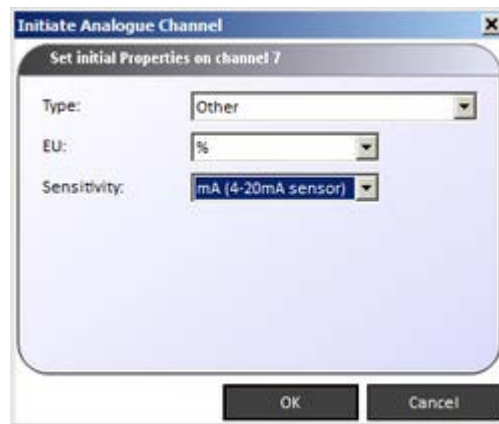 Initiate Analogue Channel
Set initial Properties on channel 7
Type: Other
EU: %
Sensitivity: mA (4-20mA sensor)
OK Cancel